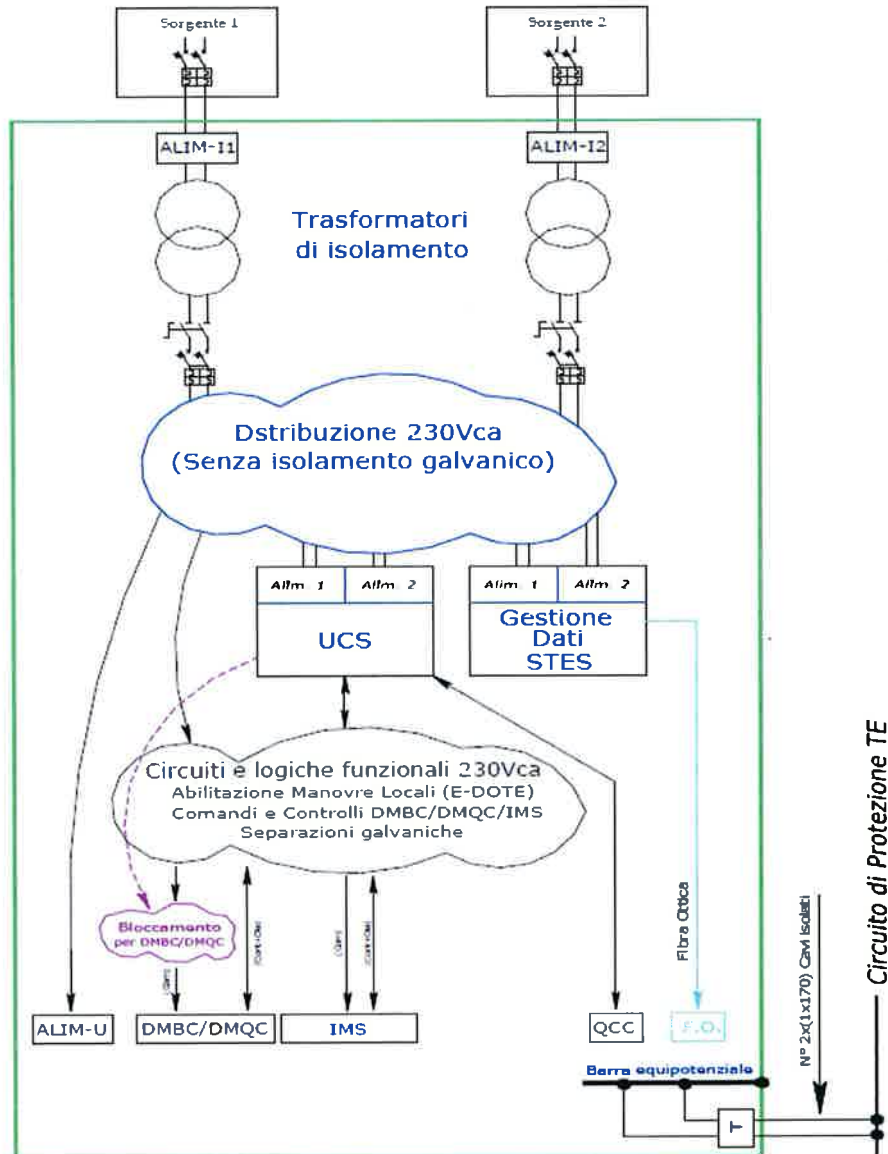 Sorgente 1
Sorgente 2
ALIM-I1
ALIM-I2
Trasformatori
di isolamento
Dstribuzione 230Vca
(Senza isolamento galvanico)
Alim. 1
Alim. 2
Alim. 1
Alim. 2
UCS
Gestione
Dati
STES
Circuiti e logiche funzionali 230Vca
Abilitazione Manovre Locali (E-DOTE)
Comandi e Controlli DMBC/DMQC/IMS
Separazioni galvaniche
Bloccamento
per DMBC/DMQC
Fibra Ottica
N° 2x(1x170) Cavi isolati
Circuito di Protezione TE
ALIM-U
DMBC/DMQC
IMS
QCC
F.O.
Barra equipotenziale
T